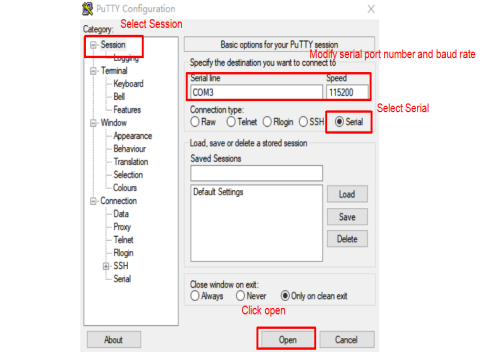 PuTTY Configuration
Select Session
Category:
Session
Logging
Terminal
Keyboard
Bell
Features
Window
Appearance
Behaviour
Translation
Selection
Colours
Connection
Data
Proxy
Telnet
Rlogin
SSH
Serial
Basic options for your PuTTY session
Modify serial port number and baud rate
Specify the destination you want to connect to
Serial line Speed
COM3 115200
Select Serial
Connection type:
Raw Telnet Rlogin SSH Serial
Load, save or delete a stored session
Saved Sessions
Default Settings
Load
Save
Delete
Close window on exit:
Always Never Only on clean exit
Click open
About Open Cancel